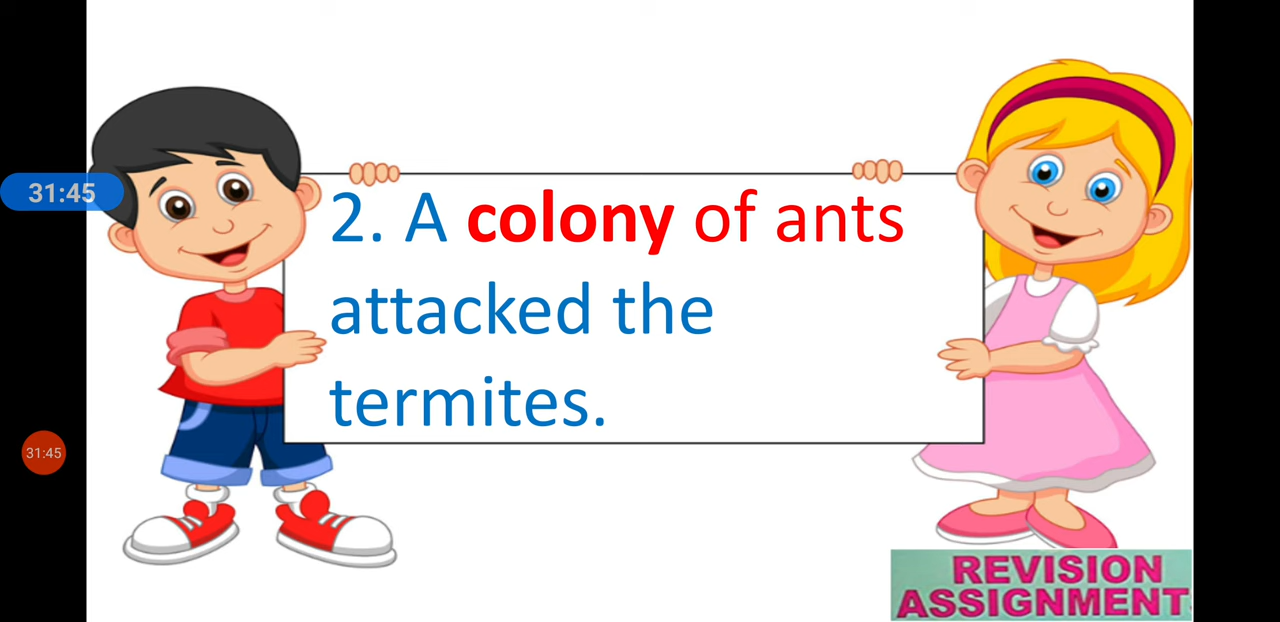 31:45
2. A colony of ants
attacked the
termites.
31:45
REVISION
ASSIGNMENT